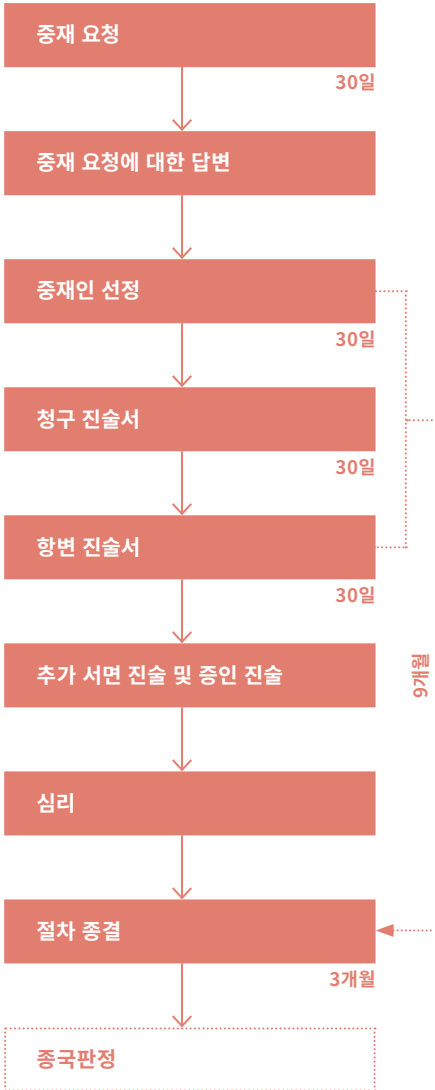 중재 요청
30일
중재 요청에 대한 답변
중재인 선정
30일
청구 진술서
30일
항변 진술서
30일
추가 서면 진술 및 증인 진술
9개월
심리
절차 종결
3개월
종국판정